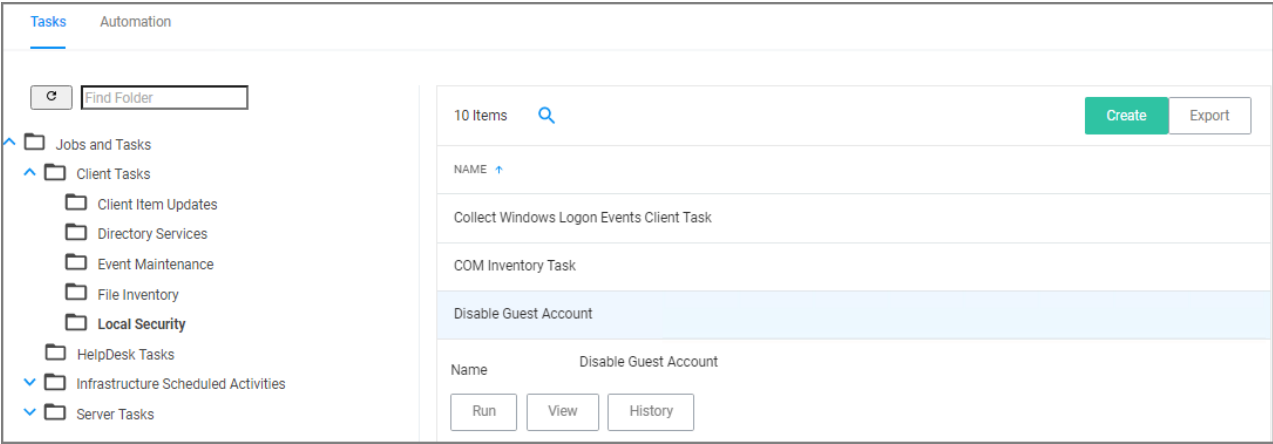 Tasks Automation
Find Folder
Jobs and Tasks
Client Tasks
Client Item Updates
Directory Services
Event Maintenance
File Inventory
Local Security
HelpDesk Tasks
Infrastructure Scheduled Activities
Server Tasks
10 Items
Create Export
NAME
Collect Windows Logon Events Client Task
COM Inventory Task
Disable Guest Account
Name Disable Guest Account
Run View History